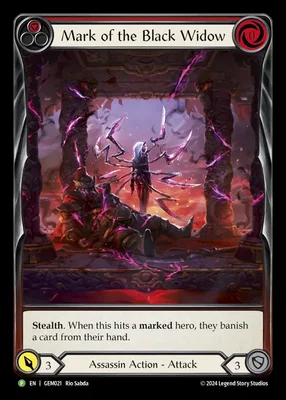 Mark of the Black Widow
Stealth. When this hits a marked hero, they banish
a card from their hand.
3
Assassin Action - Attack
3
P EN | GEM021 Rio Sabda
©2024 Legend Story Studios